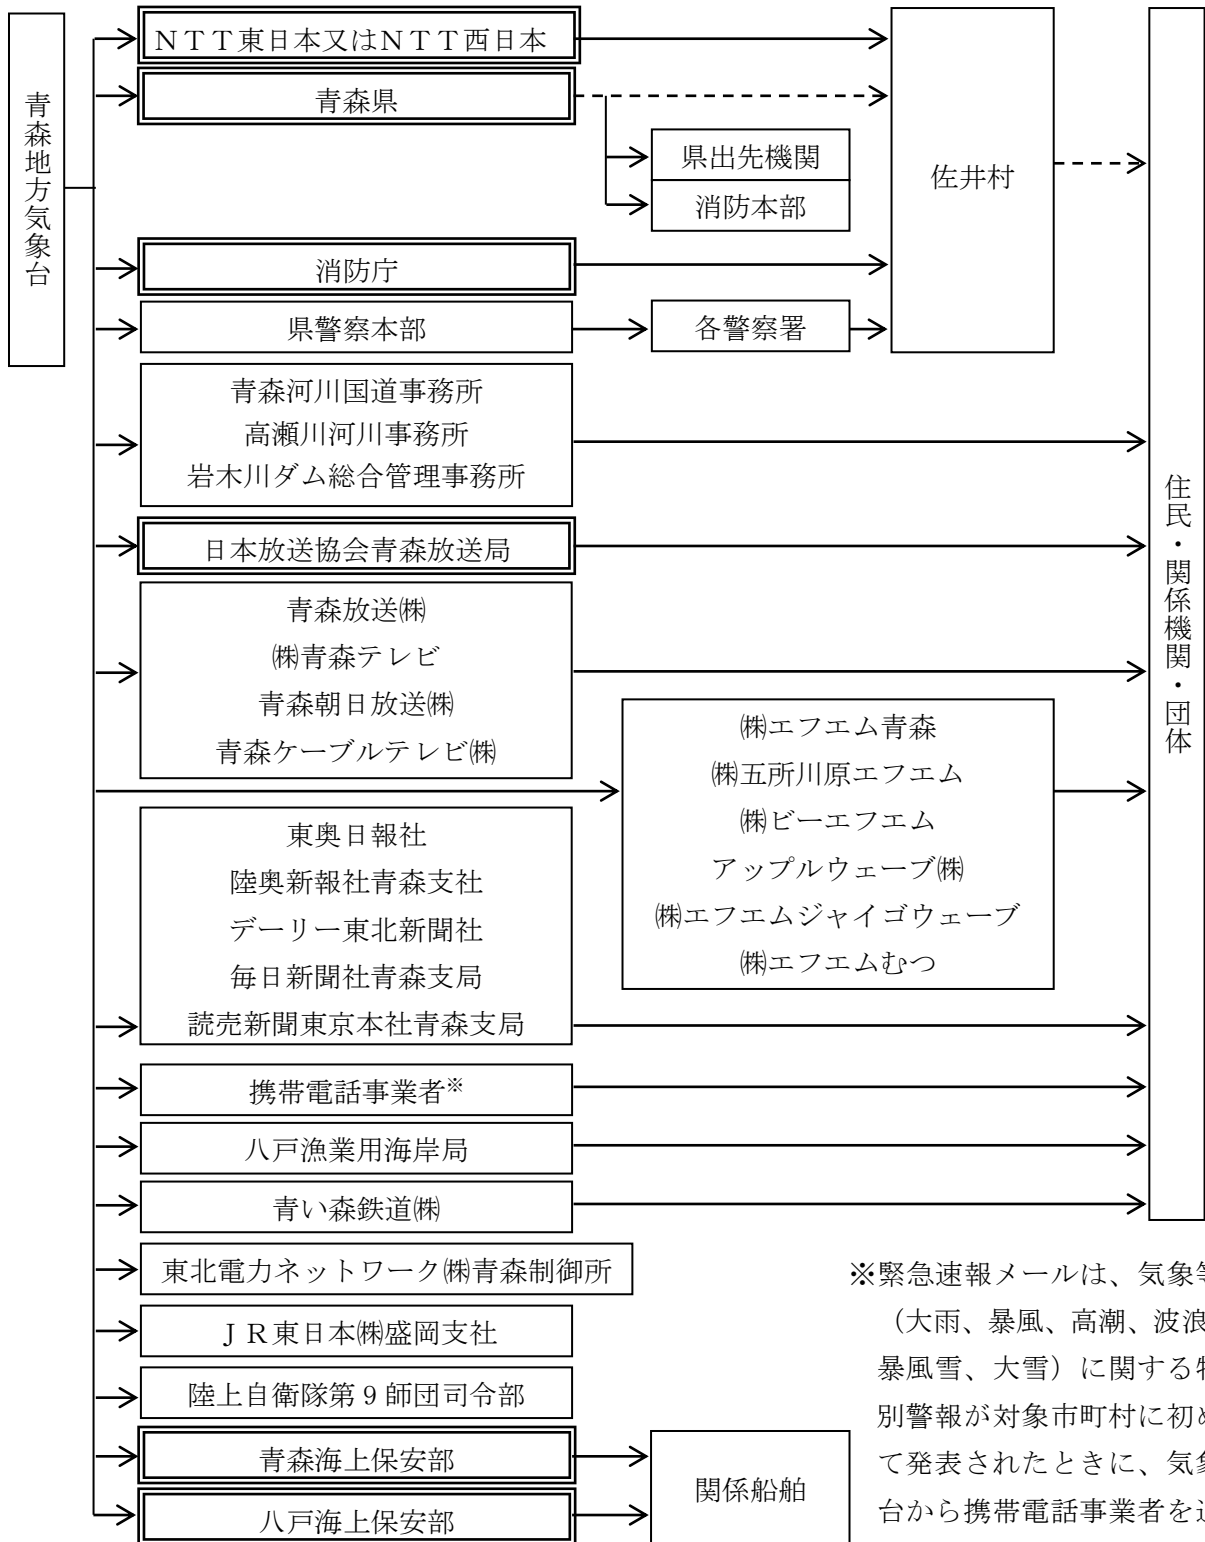 青森地方気象台
ＮＴＴ東日本又はＮＴＴ西日本
青森県
県出先機関
消防本部
佐井村
消防庁
県警察本部
各警察署
青森河川国道事務所
高瀬川河川事務所
岩木川ダム総合管理事務所
日本放送協会青森放送局
青森放送㈱
㈱青森テレビ
青森朝日放送㈱
青森ケーブルテレビ㈱
㈱エフエム青森
㈱五所川原エフエム
㈱ビーエフエム
アップルウェーブ㈱
㈱エフエムジャイゴウェーブ
㈱エフエムむつ
東奥日報社
陸奥新報社青森支社
デーリー東北新聞社
毎日新聞社青森支局
読売新聞東京本社青森支局
携帯電話事業者※
八戸漁業用海岸局
青い森鉄道㈱
住民・関係機関・団体
東北電力ネットワーク㈱青森制御所
ＪＲ東日本㈱盛岡支社
陸上自衛隊第９師団司令部
青森海上保安部
八戸海上保安部
関係船舶
※緊急速報メールは、気象
（大雨、暴風、高潮、波浪
暴風雪、大雪）に関する
別警報が対象市町村に初
て発表されたときに、気
台から携帯電話事業者を